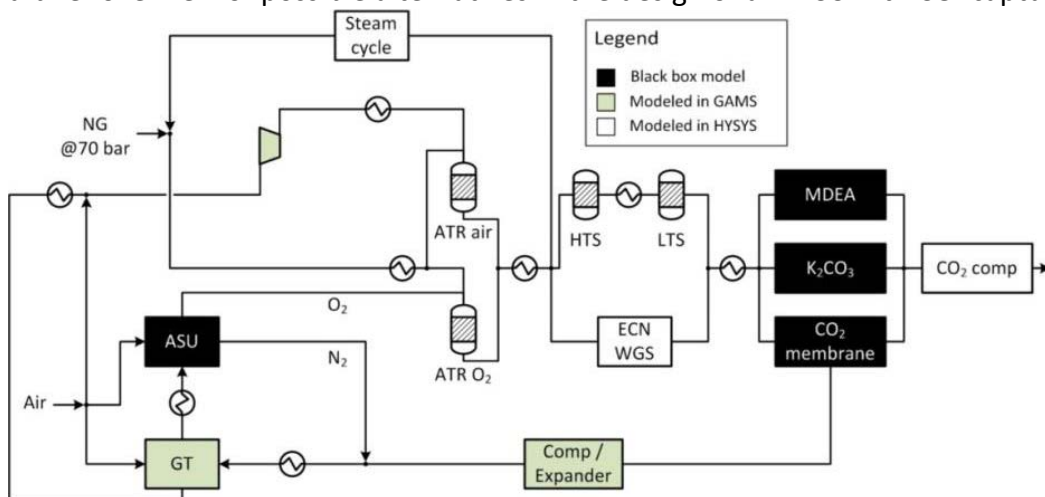 Steam
cycle
Legend
Black box model
Modeled in GAMS
Modeled in HYSYS
NG
@70 bar
ATR air
HTS
LTS
MDEA
K₂CO₃
CO₂ comp
CO₂
membrane
ECN
WGS
O₂
ASU
N₂
ATR O₂
Air
GT
Comp /
Expander